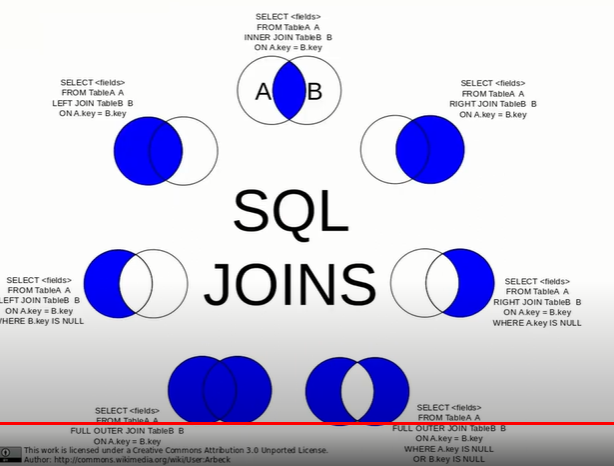 SELECT <fields>
FROM TableA A
INNER JOIN TableB B
ON A.key = B.key
A B
SELECT <fields>
FROM TableA A
LEFT JOIN TableB B
ON A.key = B.key
SELECT <fields>
FROM TableA A
RIGHT JOIN TableB B
ON A.key = B.key
SQL
JOINS
SELECT <fields>
FROM TableA A
LEFT JOIN TableB B
ON A.key = B.key
WHERE B.key IS NULL
SELECT <fields>
FROM TableA A
RIGHT JOIN TableB B
ON A.key = B.key
WHERE A.key IS NULL
SELECT <fields>
FROM TableA A
FULL OUTER JOIN TableB B
ON A.key = B.key
SELECT <fields>
FROM TableA A
FULL OUTER JOIN TableB B
ON A.key = B.key
WHERE A.key IS NULL
OR B.key IS NULL
This work is licensed under a Creative Commons Attribution 3.0 Unported License.
Author: http://commons.wikimedia.org/wiki/User:Arbeck